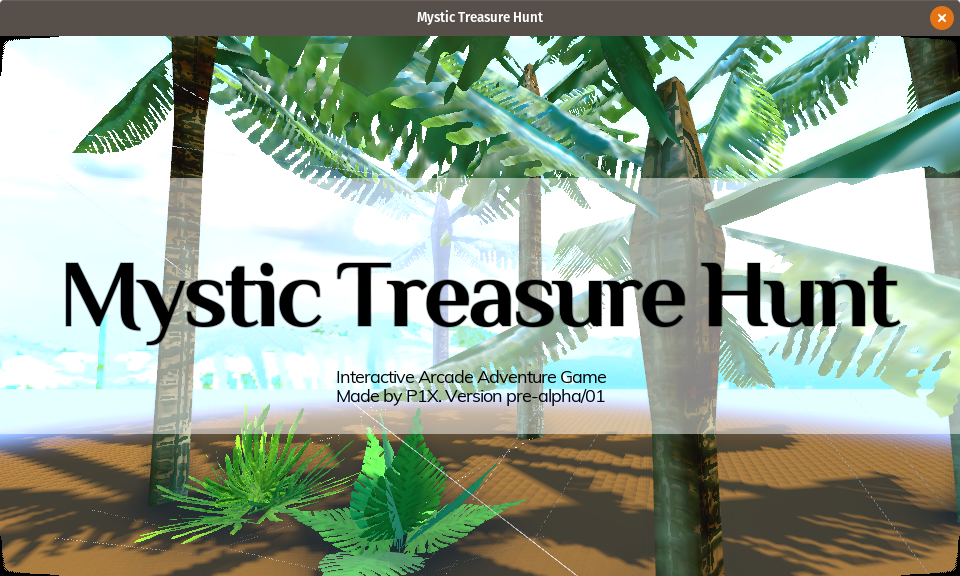 Mystic Treasure Hunt
Mystic Treasure Hunt
Interactive Arcade Adventure Game
Made by P1X. Version pre-alpha/01